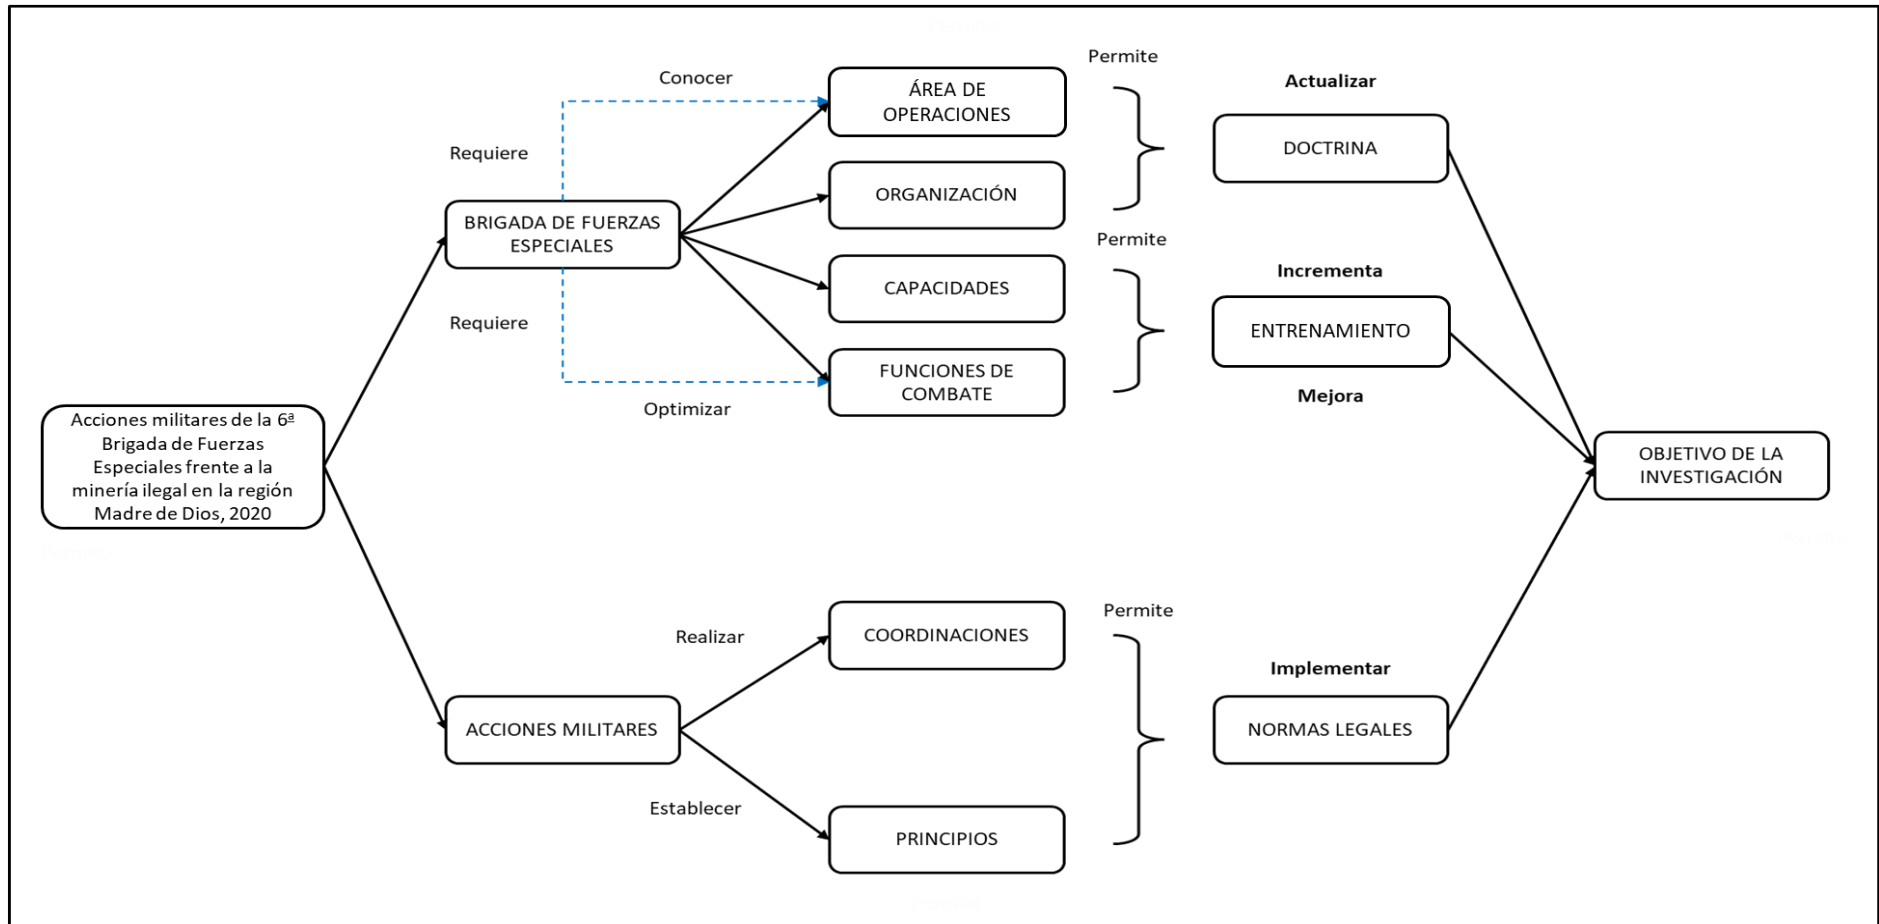 Conocer
Requiere
BRIGADA DE FUERZAS
ESPECIALES
Requiere
Optimizar
ÁREA DE
OPERACIONES
ORGANIZACIÓN
CAPACIDADES
FUNCIONES DE
COMBATE
Permite
Permite
Actualizar
DOCTRINA
Incrementa
ENTRENAMIENTO
Mejora
Acciones militares de la 6ª
Brigada de Fuerzas
Especiales frente a la
minería ilegal en la región
Madre de Dios, 2020
OBJETIVO DE LA
INVESTIGACIÓN
ACCIONES MILITARES
Realizar
Establecer
COORDINACIONES
PRINCIPIOS
Permite
Implementar
NORMAS LEGALES